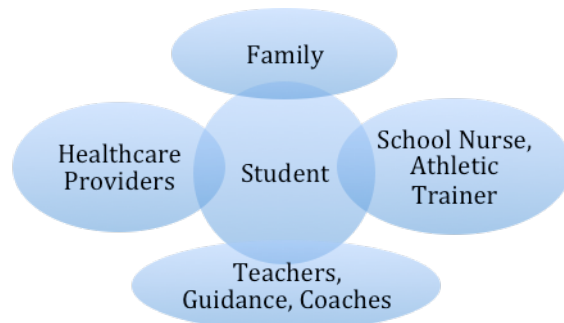 Family
Healthcare
Providers
Student
School Nurse,
Athletic
Trainer
Teachers,
Guidance, Coaches